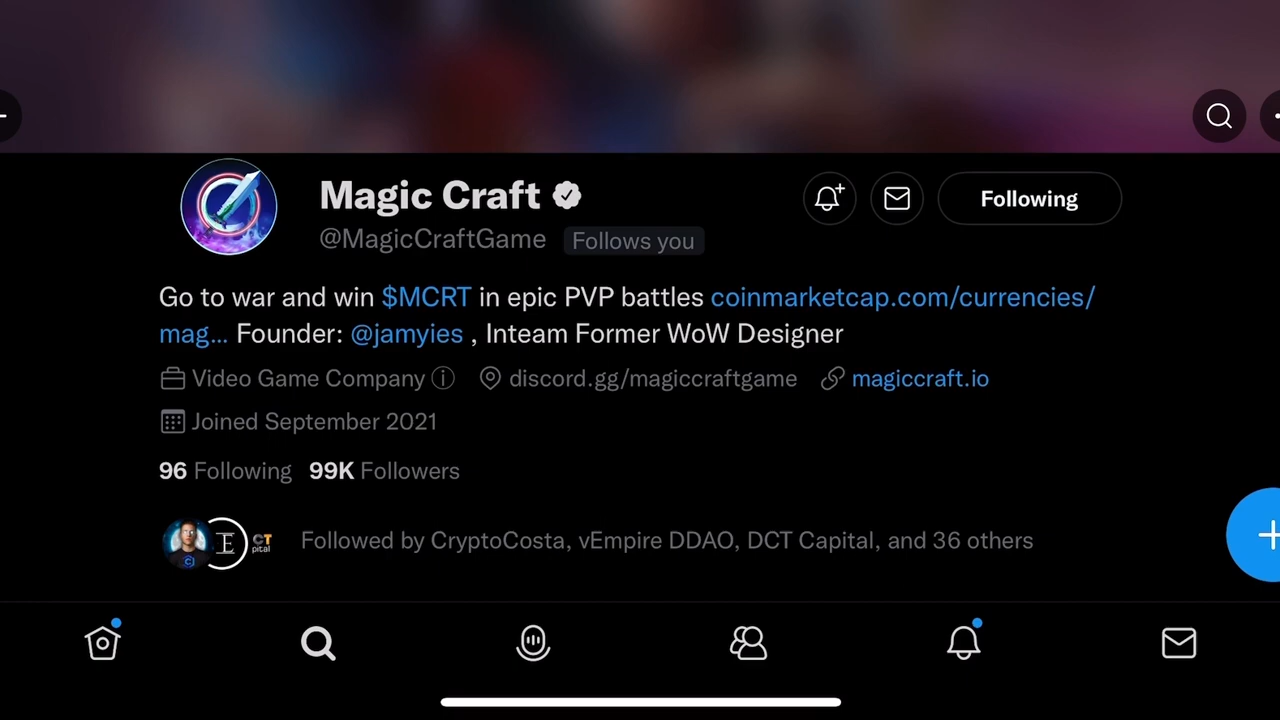 Magic Craft
Following
@MagicCraftGame Follows you
Go to war and win $MCRT in epic PVP battles coinmarketcap.com/currencies/
mag... Founder: @jamyies , Inteam Former WoW Designer
Video Game Company discord.gg/magiccraftgame magiccraft.io
Joined September 2021
96 Following 99K Followers
E CT
pital
Followed by CryptoCosta, vEmpire DDAO, DCT Capital, and 36 others